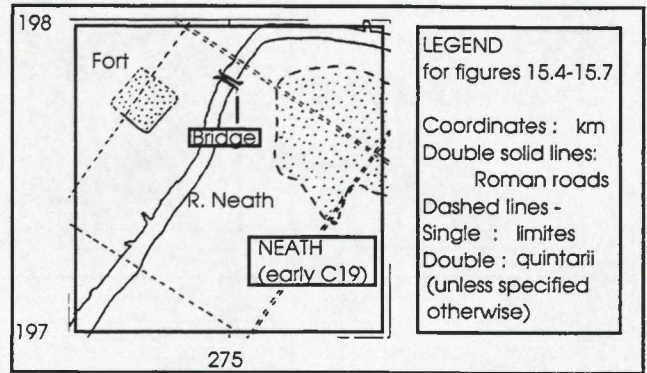 198
Fort
Bridge
R. Neath
NEATH
(early C19)
197
275
LEGEND
for figures 15.4-15.7
Coordinates : km
Double solid lines:
Roman roads
Dashed lines -
Single : limites
Double : quintarii
(unless specified
otherwise)